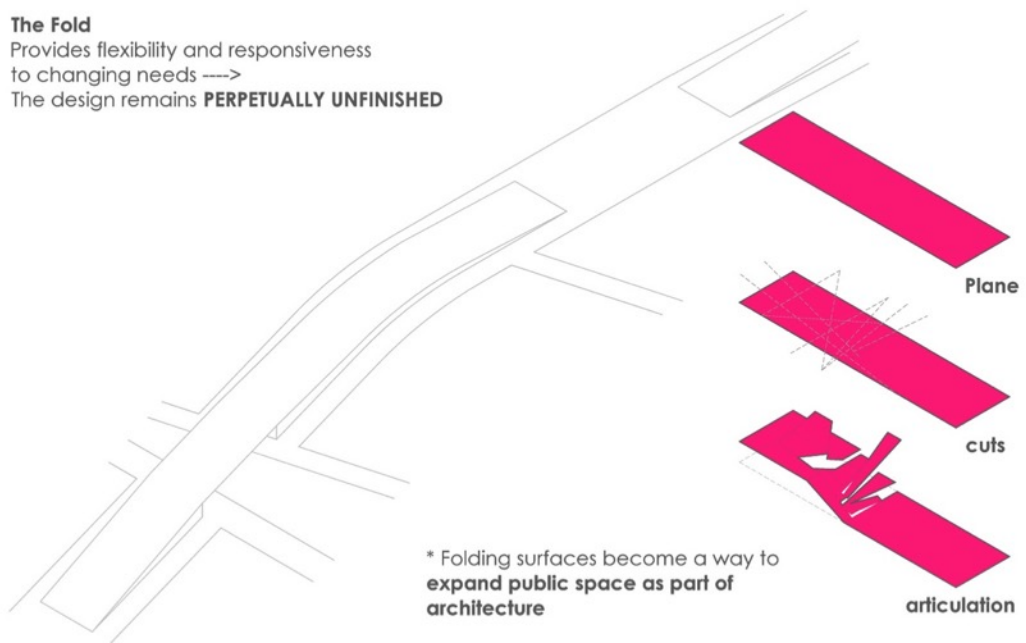 The Fold
Provides flexibility and responsiveness
to changing needs ---->
The design remains PERPETUALLY UNFINISHED
Plane
cuts
* Folding surfaces become a way to
expand public space as part of
architecture
articulation